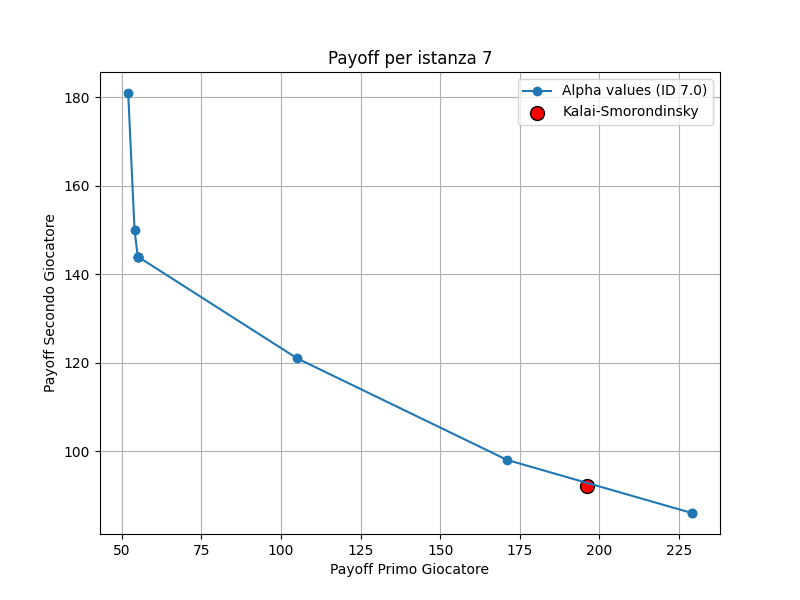 Payoff per istanza 7
Alpha values (ID 7.0)
Kalai-Smorondinsky
Payoff Secondo Giocatore
180
160
140
120
100
50
75
100
125
150
175
200
225
Payoff Primo Giocatore